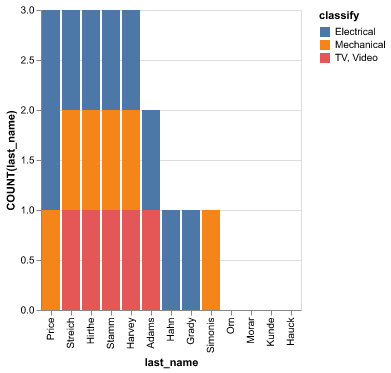 classify
Electrical
Mechanical
TV, Video
COUNT(last_name)
3.0
2.5
2.0
1.5
1.0
0.5
0.0
Price
Streich
Hirthe
Stamm
Harvey
Adams
Hahn
Grady
Simonis
Orn
Morar
Kunde
Hauck
last_name